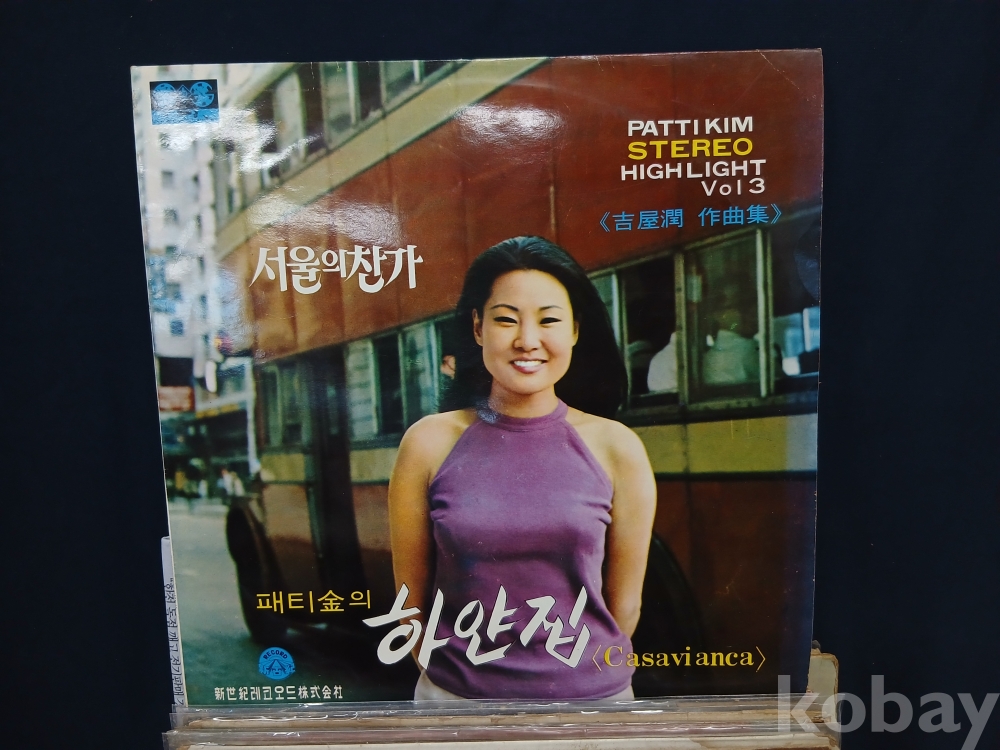 PATTI KIM
STEREO
HIGHLIGHT
Vol 3
《吉屋潤 作曲集》
서울의 찬가
패티金의
하얀집
〈Casavianca〉
RECORD
新世紀레코오드株式会社
kobay